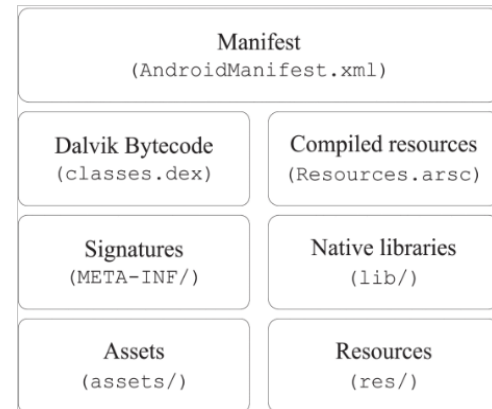 Manifest
(AndroidManifest.xml)
Dalvik Bytecode
(classes.dex)
Compiled resources
(Resources.arsc)
Signatures
(META-INF/)
Native libraries
(lib/)
Assets
(assets/)
Resources
(res/)